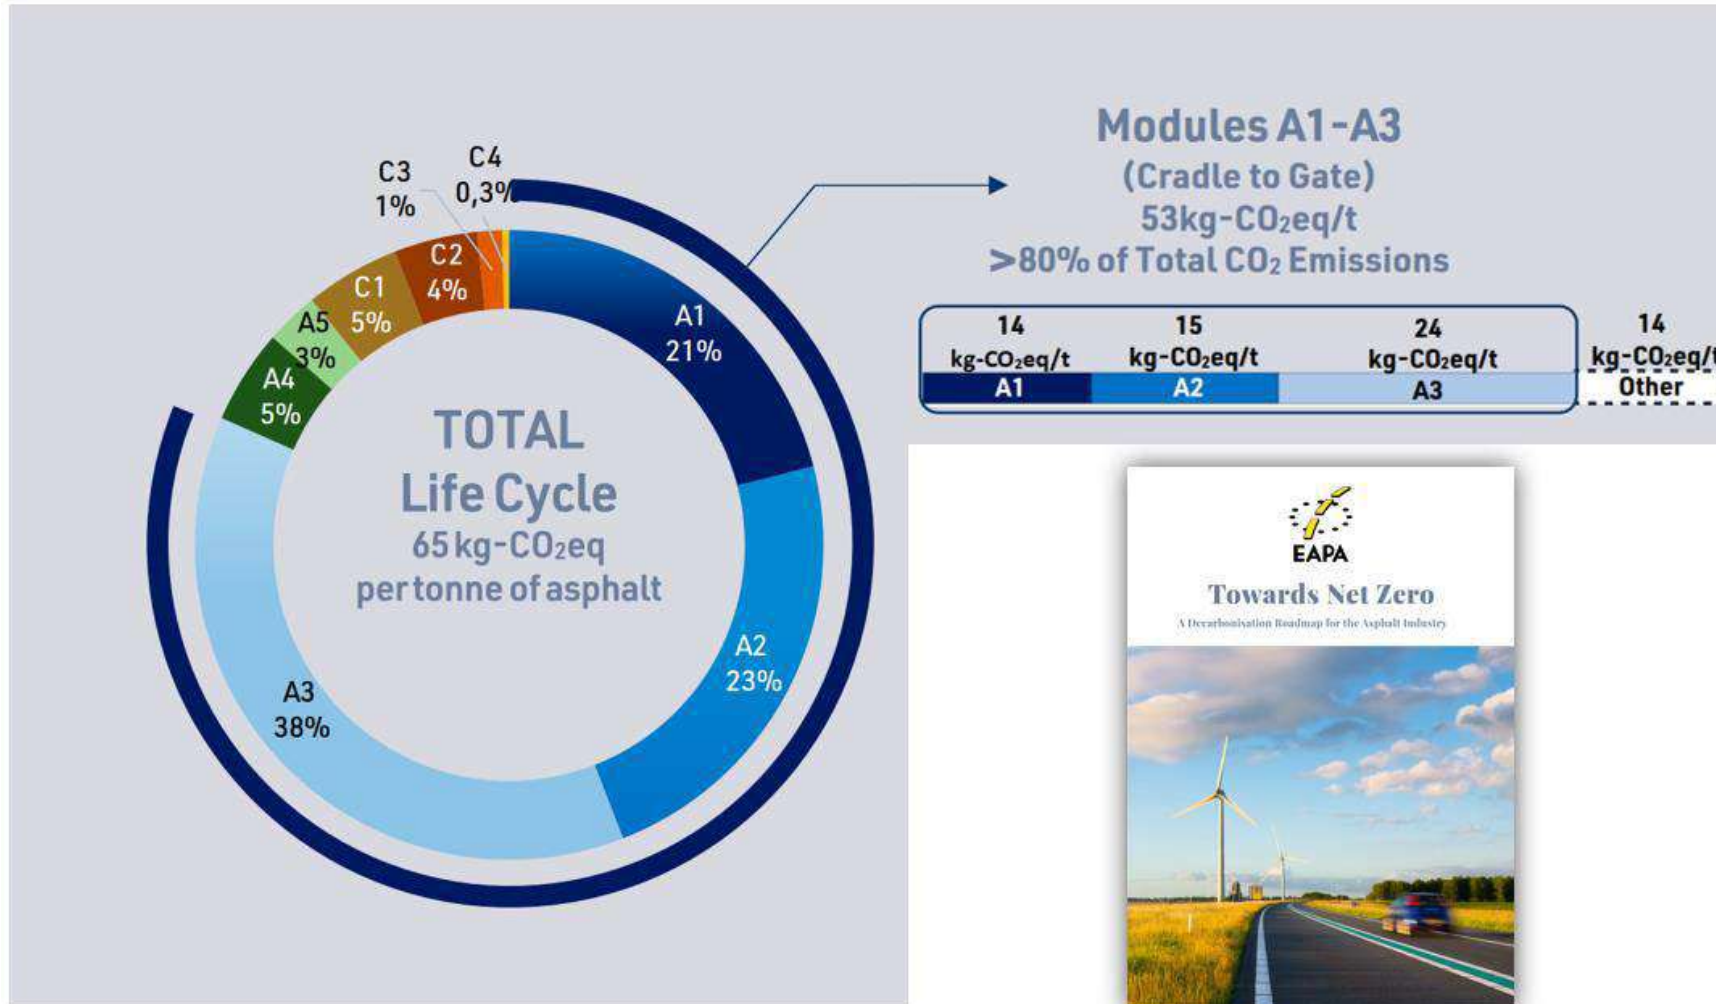 C4
0,3%
C3
1%
C2
4%
C1
5%
A5
3%
A4
5%
A1
21%
A2
23%
A3
38%
TOTAL
Life Cycle
65 kg-CO₂eq
per tonne of asphalt
Modules A1-A3
(Cradle to Gate)
53kg-CO₂eq/t
>80% of Total CO₂ Emissions
14
kg-CO₂eq/t
A1
15
kg-CO₂eq/t
A2
24
kg-CO₂eq/t
A3
14
kg-CO₂eq/t
Other
EAPA
Towards Net Zero
A Decarbonisation Roadmap for the Asphalt Industry